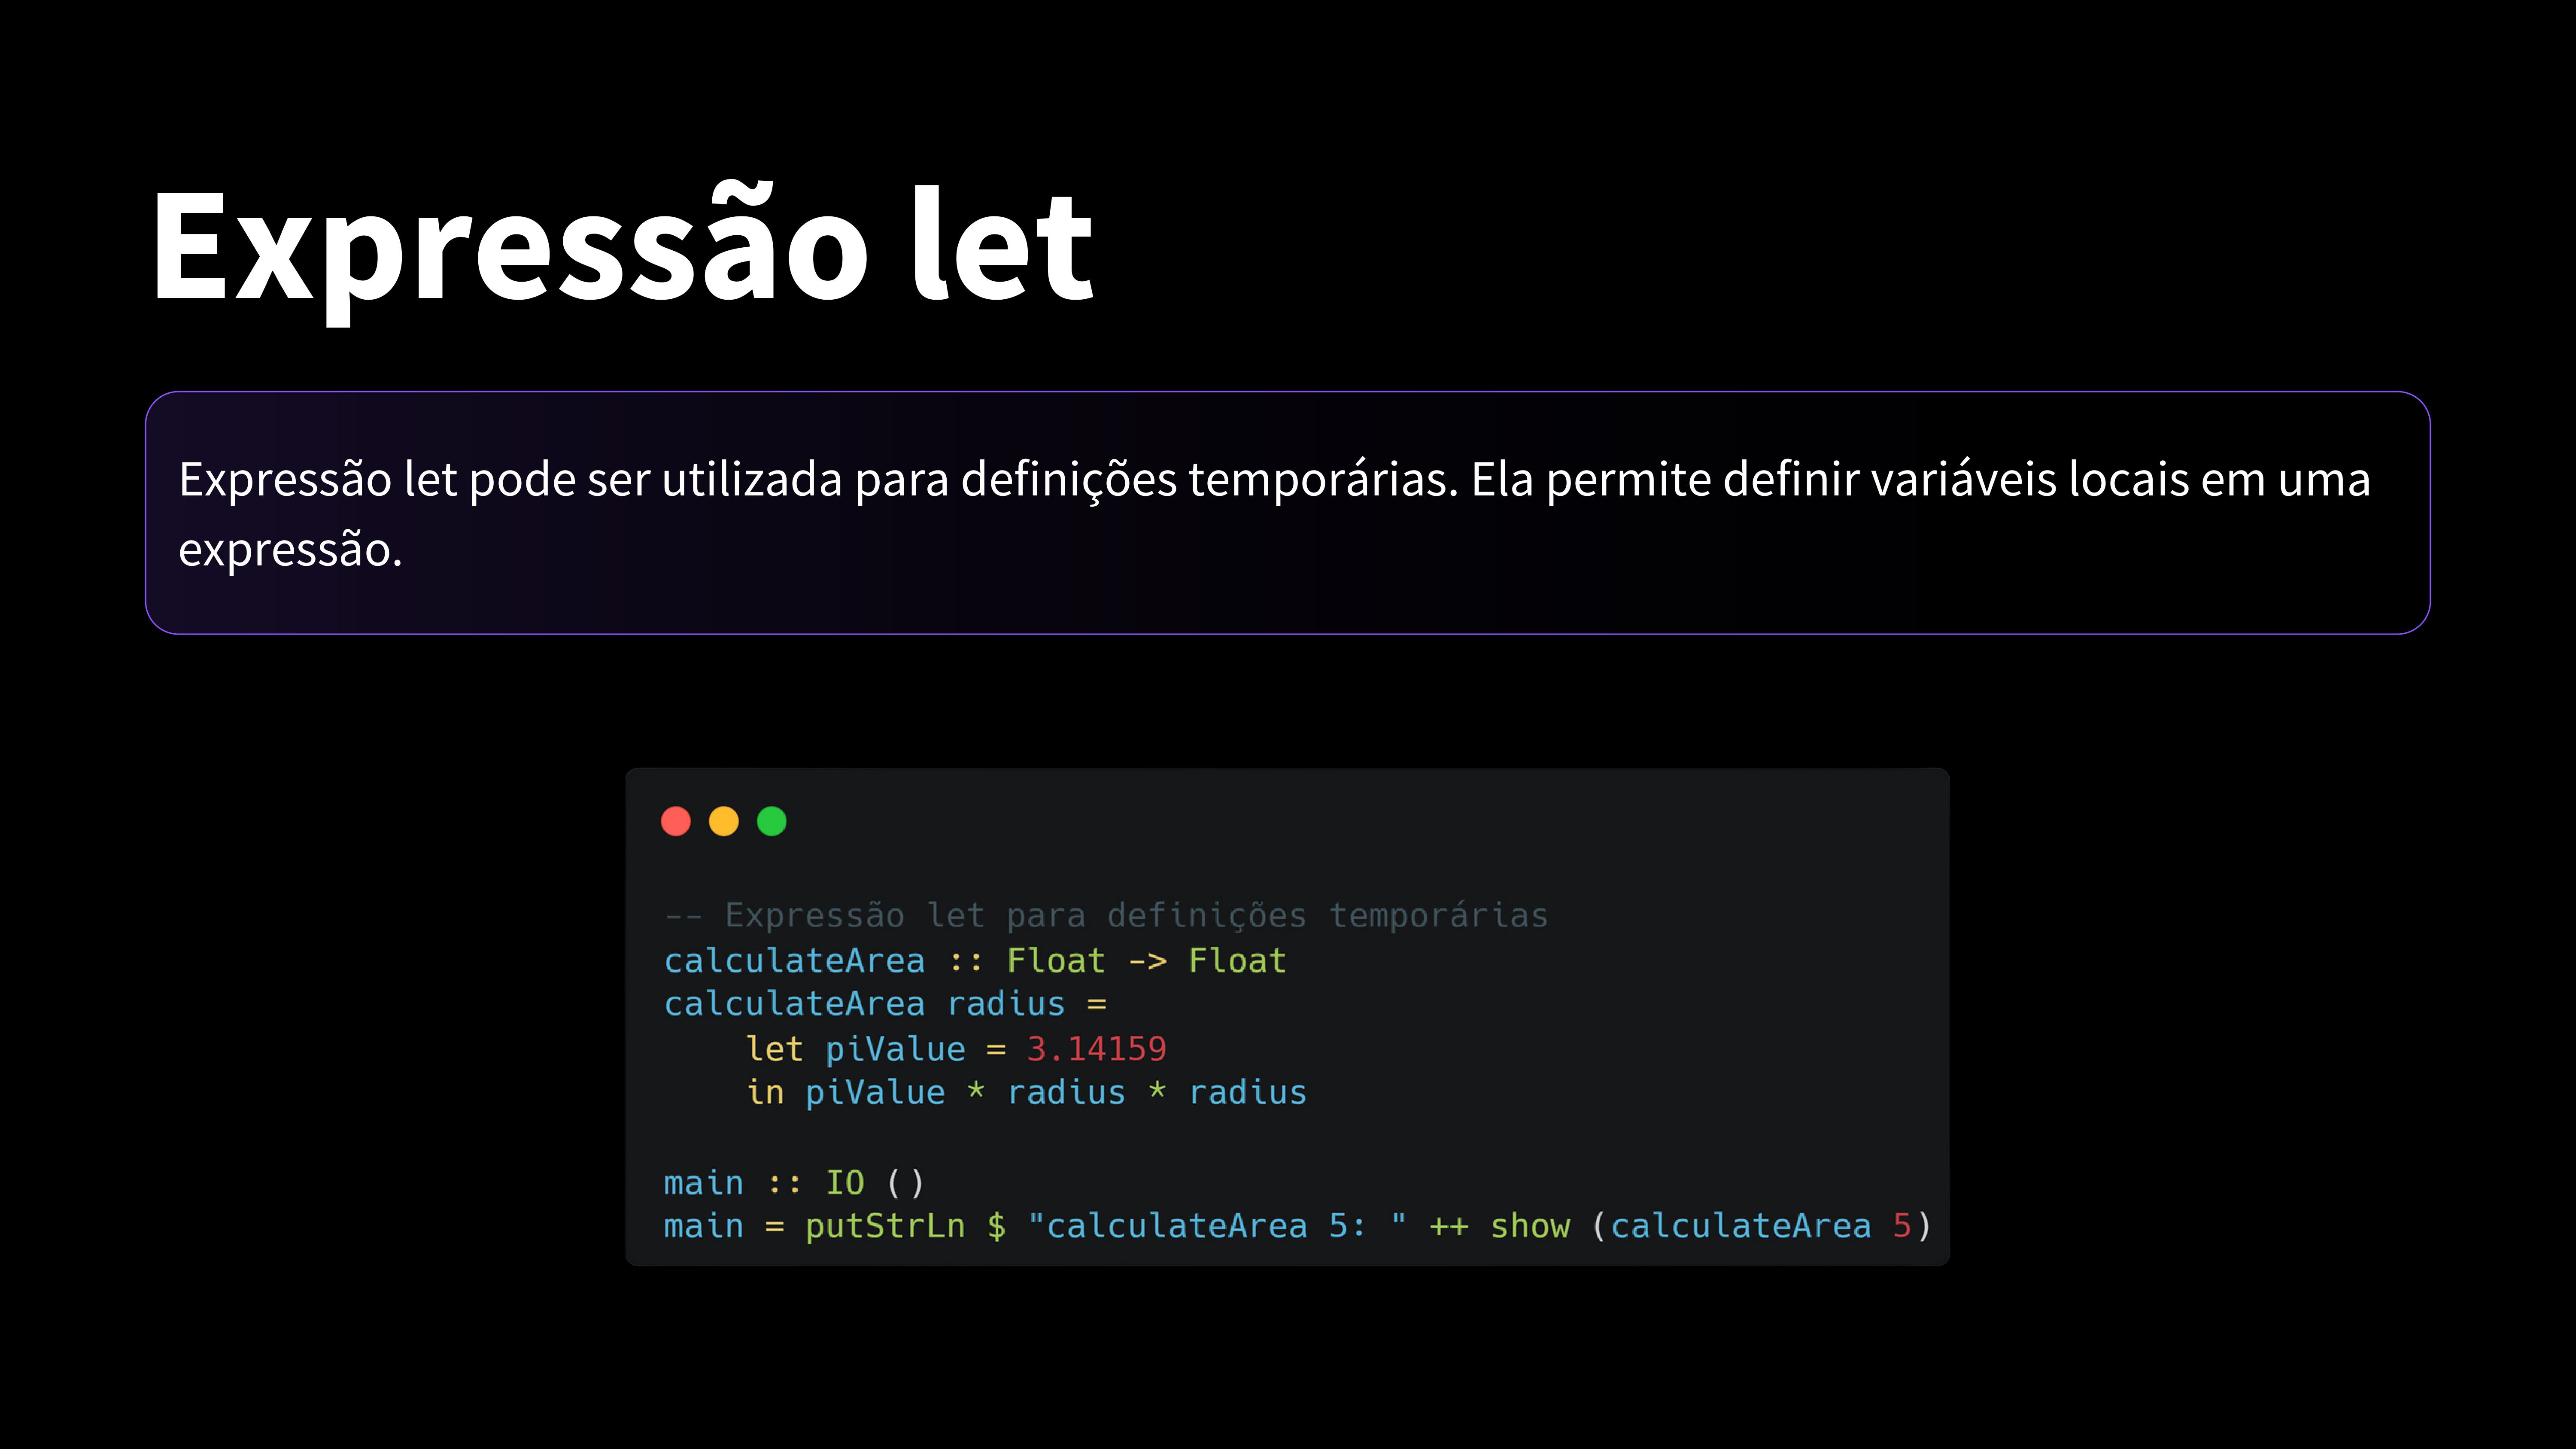 Expressão let
Expressão let pode ser utilizada para definições temporárias. Ela permite definir variáveis locais em uma
expressão.
-- Expressão let para definições temporárias
calculateArea :: Float -> Float
calculateArea radius =
    let piValue = 3.14159
    in piValue * radius * radius
main :: IO ()
main = putStrLn $ "calculateArea 5: " ++ show (calculateArea 5)